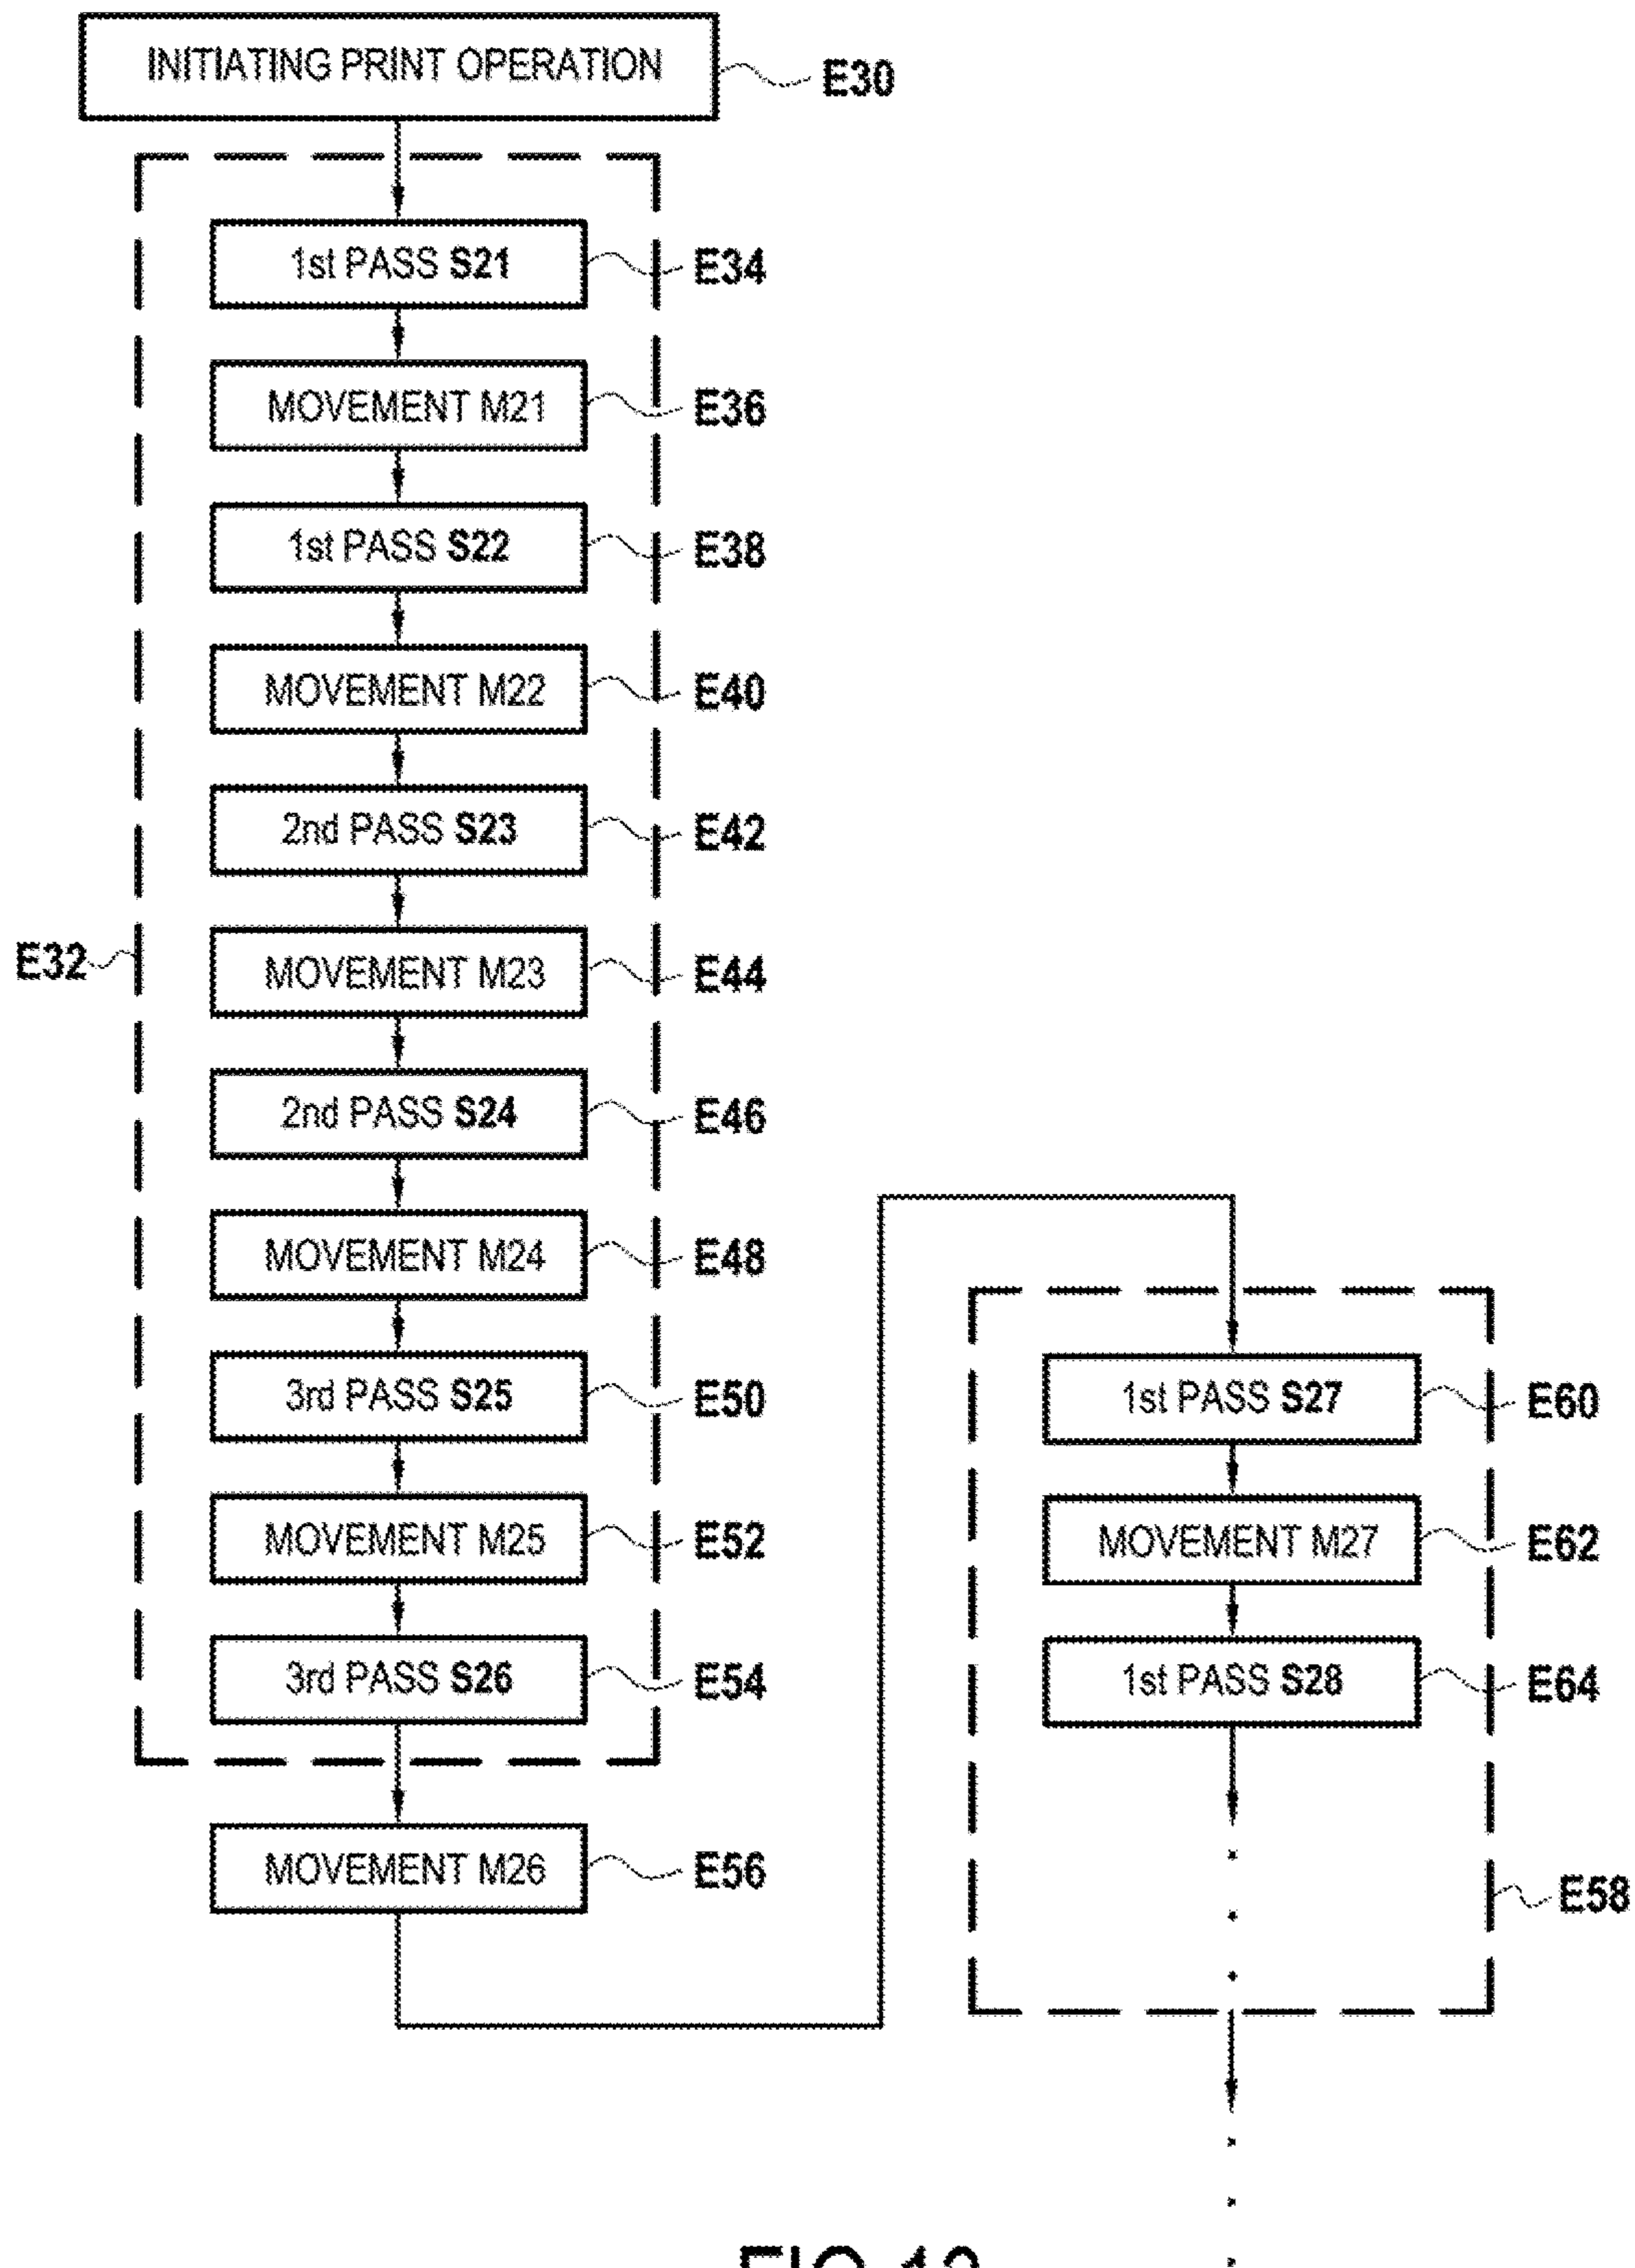 INITIATING PRINT OPERATION E30
1st PASS S21 E34
MOVEMENT M21 E36
1st PASS S22 E38
MOVEMENT M22 E40
2nd PASS S23 E42
E32 MOVEMENT M23 E44
2nd PASS S24 E46
MOVEMENT M24 E48
3rd PASS S25 E50
MOVEMENT M25 E52
3rd PASS S26 E54
MOVEMENT M26 E56
1st PASS S27 E60
MOVEMENT M27 E62
1st PASS S28 E64
E58